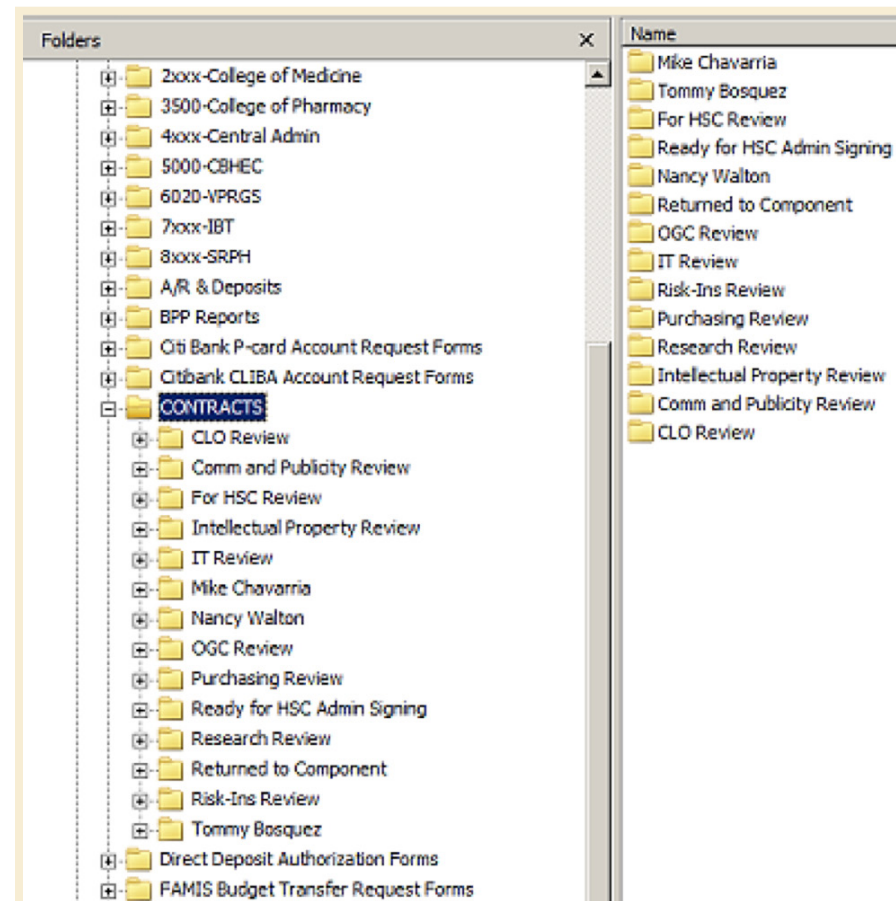 Folders
2xxx-College of Medicine
3500-College of Pharmacy
4xxx-Central Admin
5000-CBHEC
6020-VPRGS
7xxx-IBT
8xxx-SRPH
A/R & Deposits
BPP Reports
Citi Bank P-card Account Request Forms
Citibank CLIBA Account Request Forms
CONTRACTS
CLO Review
Comm and Publicity Review
For HSC Review
Intellectual Property Review
IT Review
Mike Chavarria
Nancy Walton
OGC Review
Purchasing Review
Ready for HSC Admin Signing
Research Review
Returned to Component
Risk-Ins Review
Tommy Bosquez
Direct Deposit Authorization Forms
FAMIS Budget Transfer Request Forms
Name
Mike Chavarria
Tommy Bosquez
For HSC Review
Ready for HSC Admin Signing
Nancy Walton
Returned to Component
OGC Review
IT Review
Risk-Ins Review
Purchasing Review
Research Review
Intellectual Property Review
Comm and Publicity Review
CLO Review